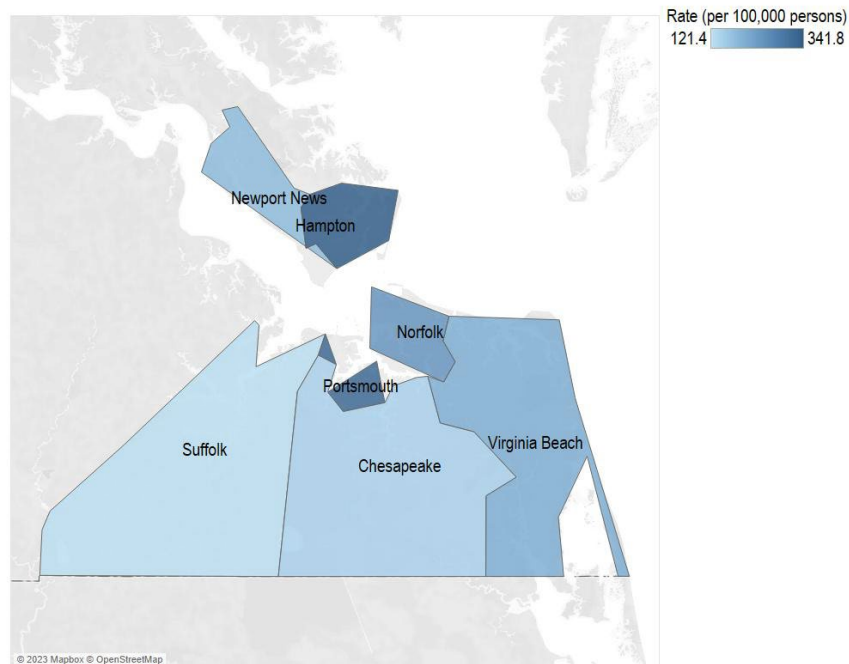 Rate (per 100,000 persons)
121.4 341.8
Newport News
Hampton
Norfolk
Portsmouth
Virginia Beach
Suffolk
Chesapeake
© 2023 Mapbox © OpenStreetMap